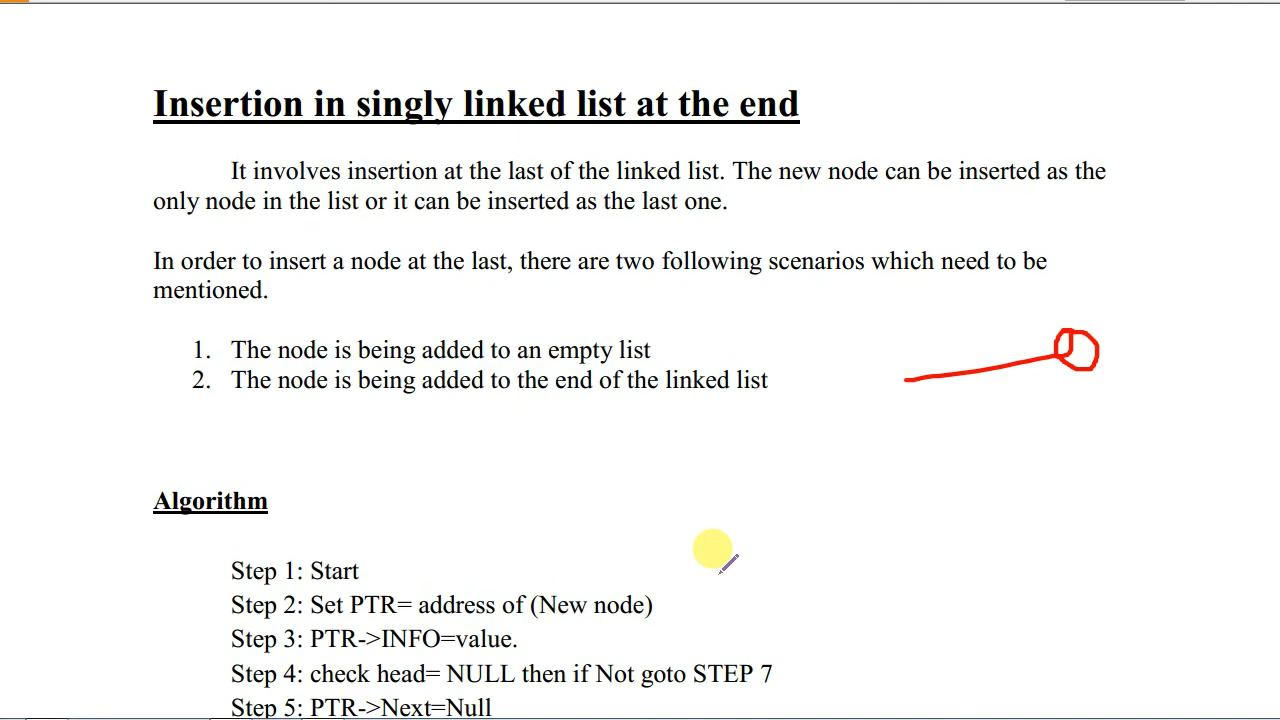 Insertion in singly linked list at the end
It involves insertion at the last of the linked list. The new node can be inserted as the
only node in the list or it can be inserted as the last one.
In order to insert a node at the last, there are two following scenarios which need to be
mentioned.
1. The node is being added to an empty list
2. The node is being added to the end of the linked list
Algorithm
Step 1: Start
Step 2: Set PTR= address of (New node)
Step 3: PTR->INFO=value.
Step 4: check head= NULL then if Not goto STEP 7
Step 5: PTR->Next=Null